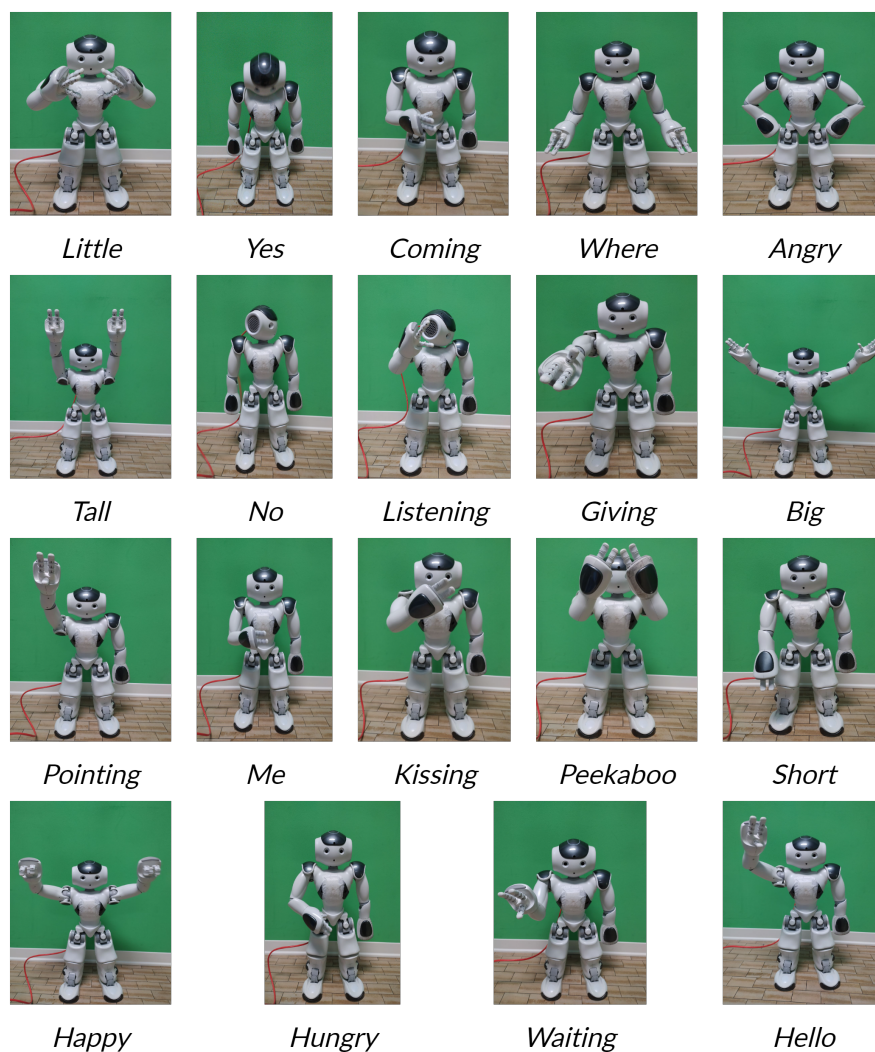 Little Yes Coming Where Angry
Tall No Listening Giving Big
Pointing Me Kissing Peekaboo Short
Happy Hungry Waiting Hello